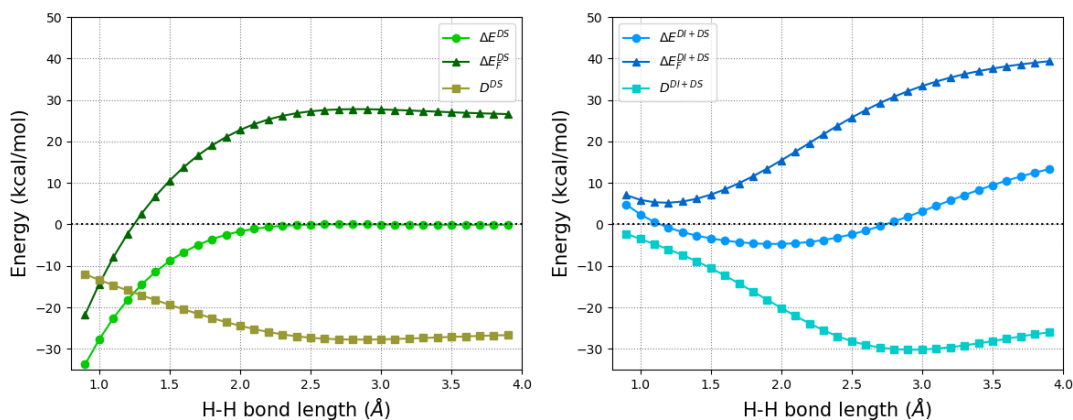 50
40
30
20
10
0
−10
−20
−30
1.0 1.5 2.0 2.5 3.0 3.5 4.0
Energy (kcal/mol)
H-H bond length (Å)
ΔE^{DS}
ΔE_F^{DS}
D^{DS}
50
40
30
20
10
0
−10
−20
−30
1.0 1.5 2.0 2.5 3.0 3.5 4.0
Energy (kcal/mol)
H-H bond length (Å)
ΔE^{DI+DS}
ΔE_F^{DI+DS}
D^{DI+DS}